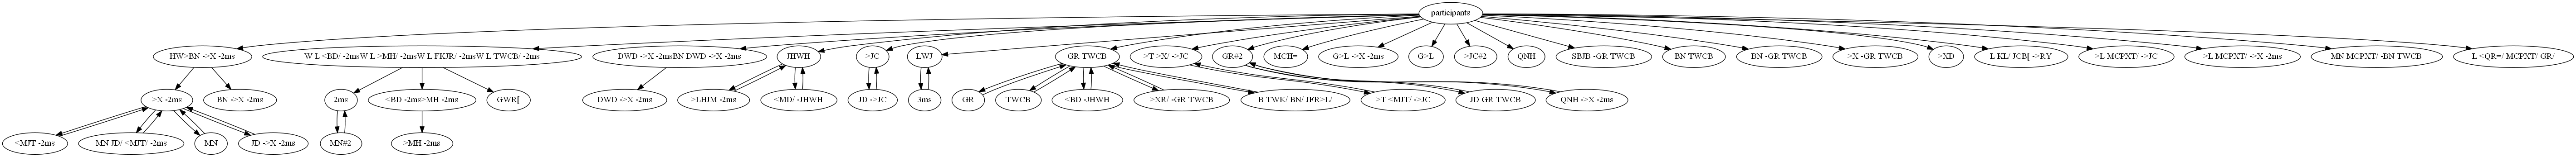 participants
HW>BN ->X -2ms
W L <BD/ -2msW L >MH/ -2msW L FKJR/ -2msW L TWCB/ -2ms
DWD ->X -2msBN DWD ->X -2ms
JHWH
>JC
LWJ
GR TWCB
>T >X/ ->JC
GR#2
MCH=
G>L ->X -2ms
G>L
>JC#2
QNH
SBJB -GR TWCB
BN TWCB
BN -GR TWCB
>X -GR TWCB
>XD
L KL/ JCB[ ->RY
>L MCPXT/ ->JC
>L MCPXT/ ->X -2ms
MN MCPXT/ -BN TWCB
L <QR=/ MCPXT/ GR/
>X -2ms
BN ->X -2ms
2ms
<BD -2ms>MH -2ms
GWR[
DWD ->X -2ms
>LHJM -2ms
<MD/ -JHWH
JD ->JC
3ms
GR
TWCB
<BD -JHWH
>XR/ -GR TWCB
B TWK/ BN/ JFR>L/
>T <MJT/ ->JC
JD GR TWCB
QNH ->X -2ms
<MJT -2ms
MN JD/ <MJT/ -2ms
MN
JD ->X -2ms
MN#2
>MH -2ms